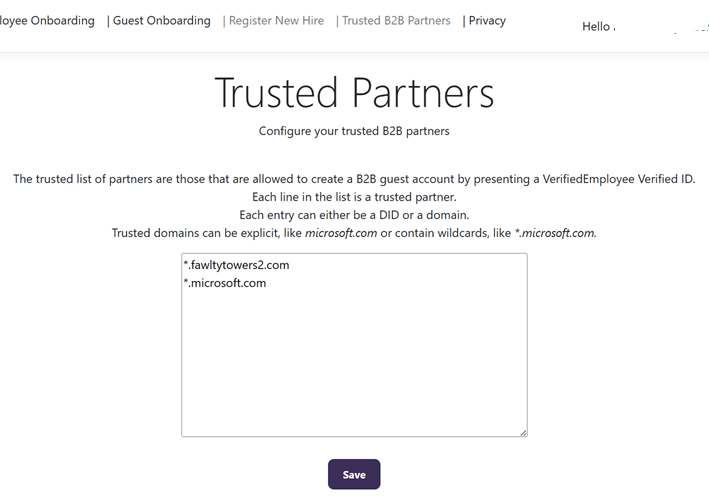 Onboarding | Guest Onboarding | Register New Hire | Trusted B2B Partners | Privacy Hello
Trusted Partners
Configure your trusted B2B partners
The trusted list of partners are those that are allowed to create a B2B guest account by presenting a VerifiedEmployee Verified ID.
Each line in the list is a trusted partner.
Each entry can either be a DID or a domain.
Trusted domains can be explicit, like microsoft.com or contain wildcards, like *.microsoft.com.
*.fawltytowers2.com
*.microsoft.com
Save